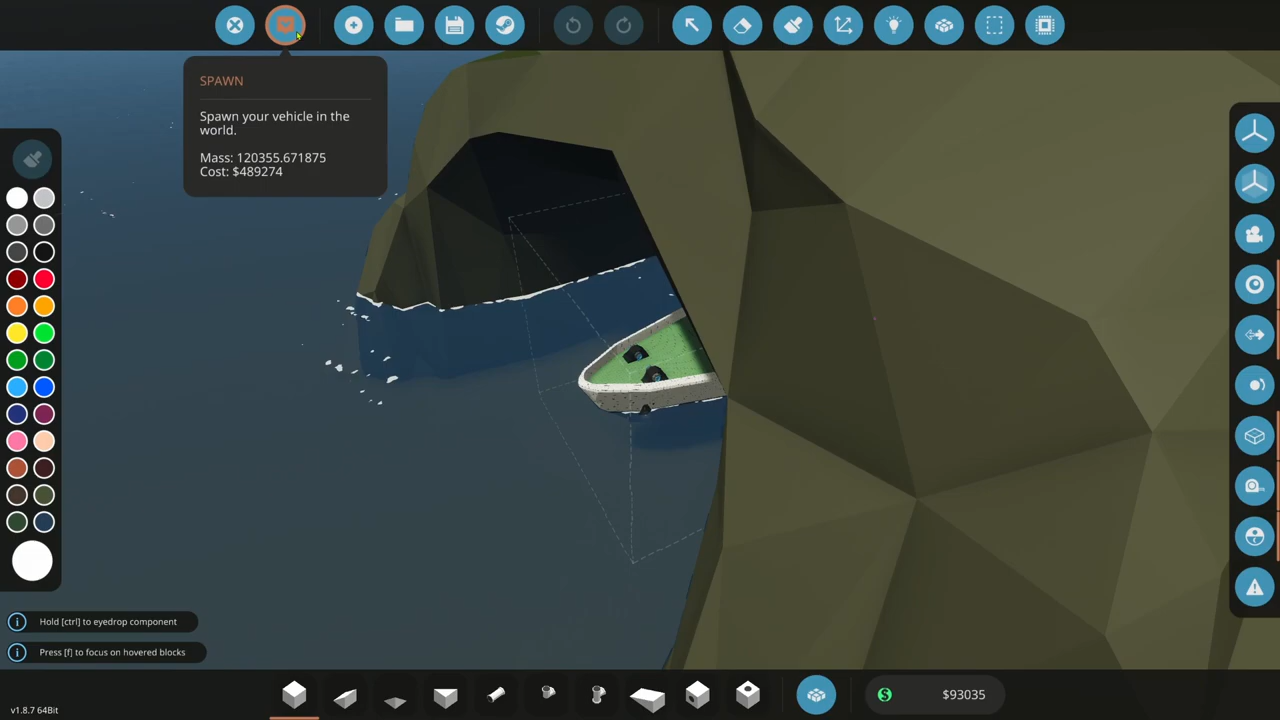 SPAWN
Spawn your vehicle in the
world.
Mass: 120355.671875
Cost: $489274
Hold [ctrl] to eyedrop component
Press [f] to focus on hovered blocks
$93035
v1.8.7 64Bit